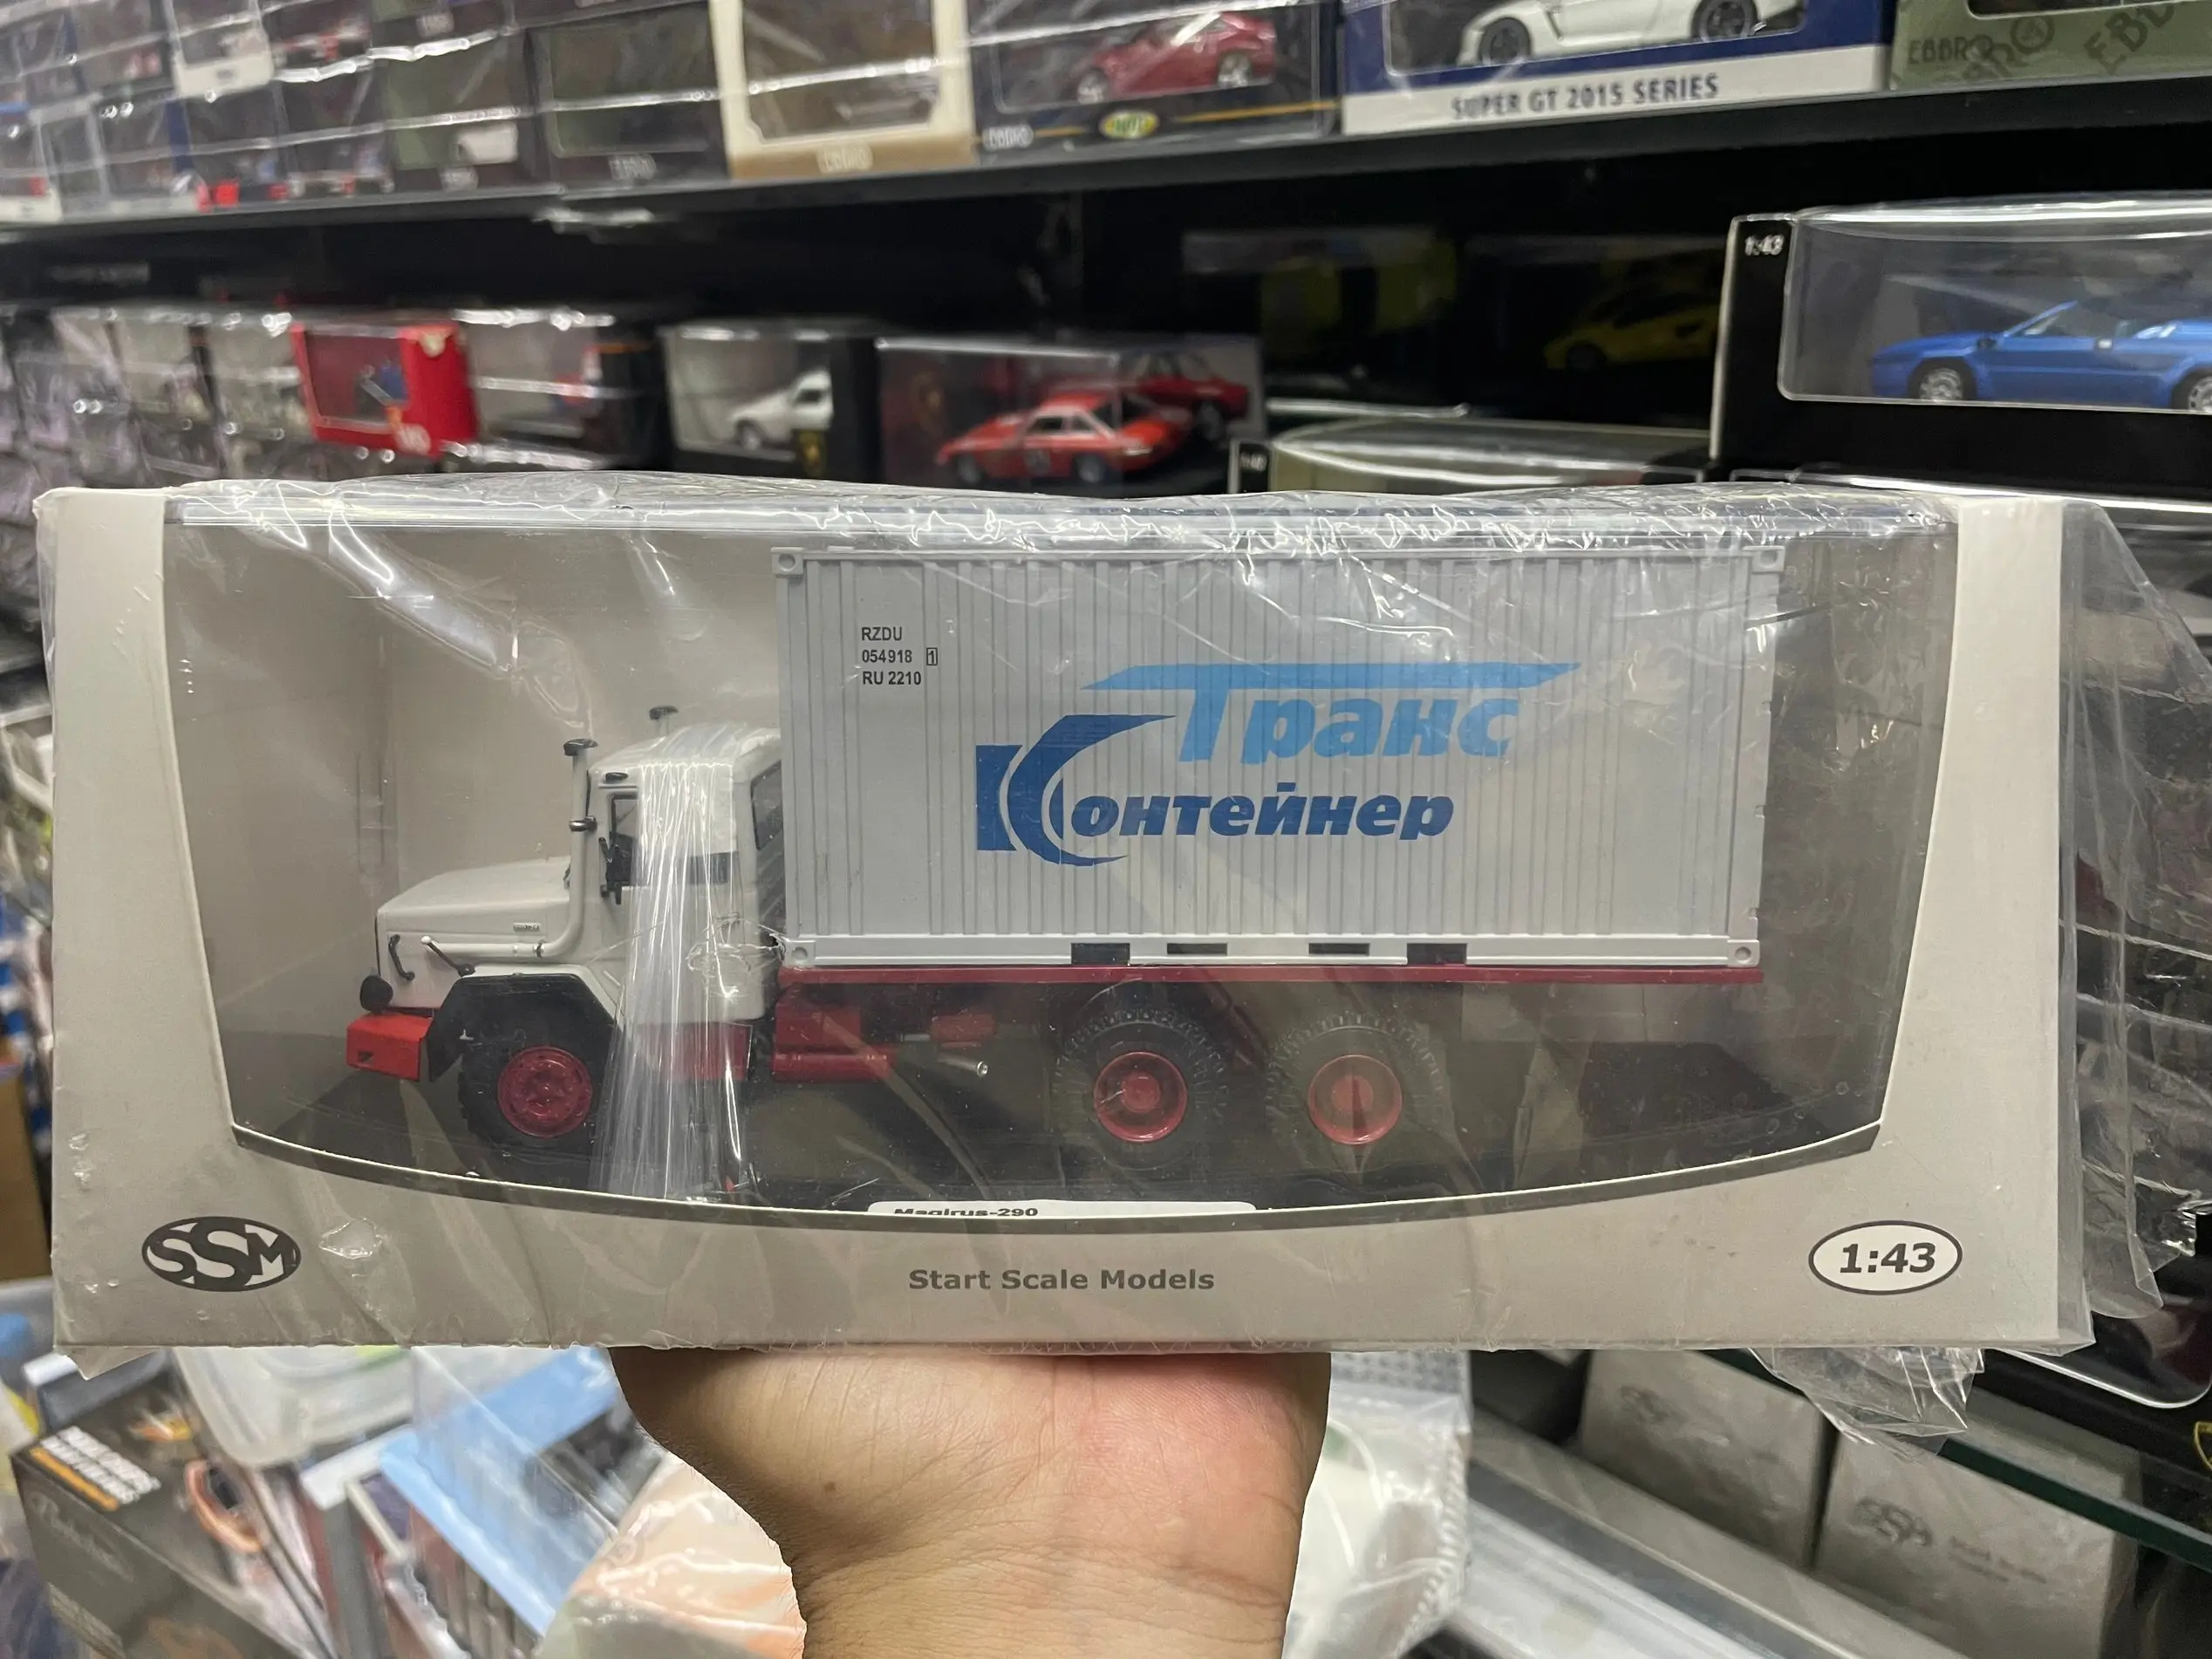 SUPER GT 2015 SERIES
EBBRO
1:43
RZDU
054918 1
RU 2210
Транс
Контейнер
Magirus-290
SSM
Start Scale Models
1:43